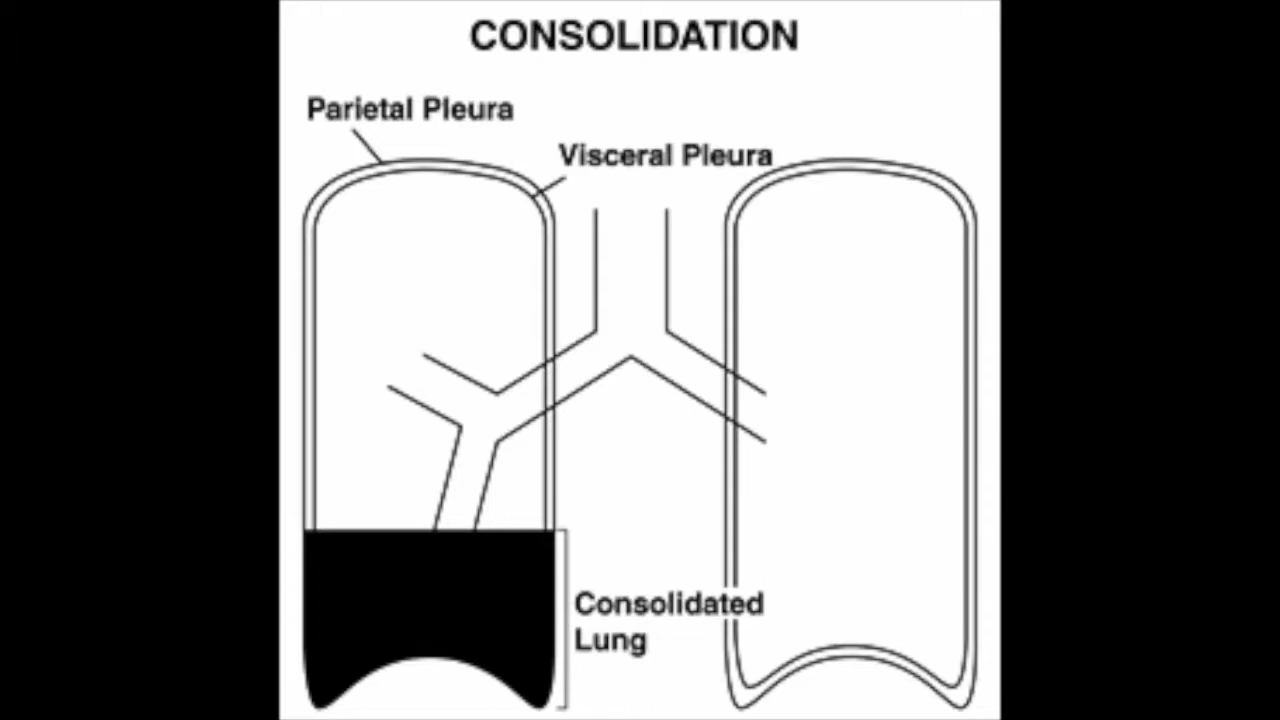 CONSOLIDATION
Parietal Pleura
Visceral Pleura
Consolidated
Lung